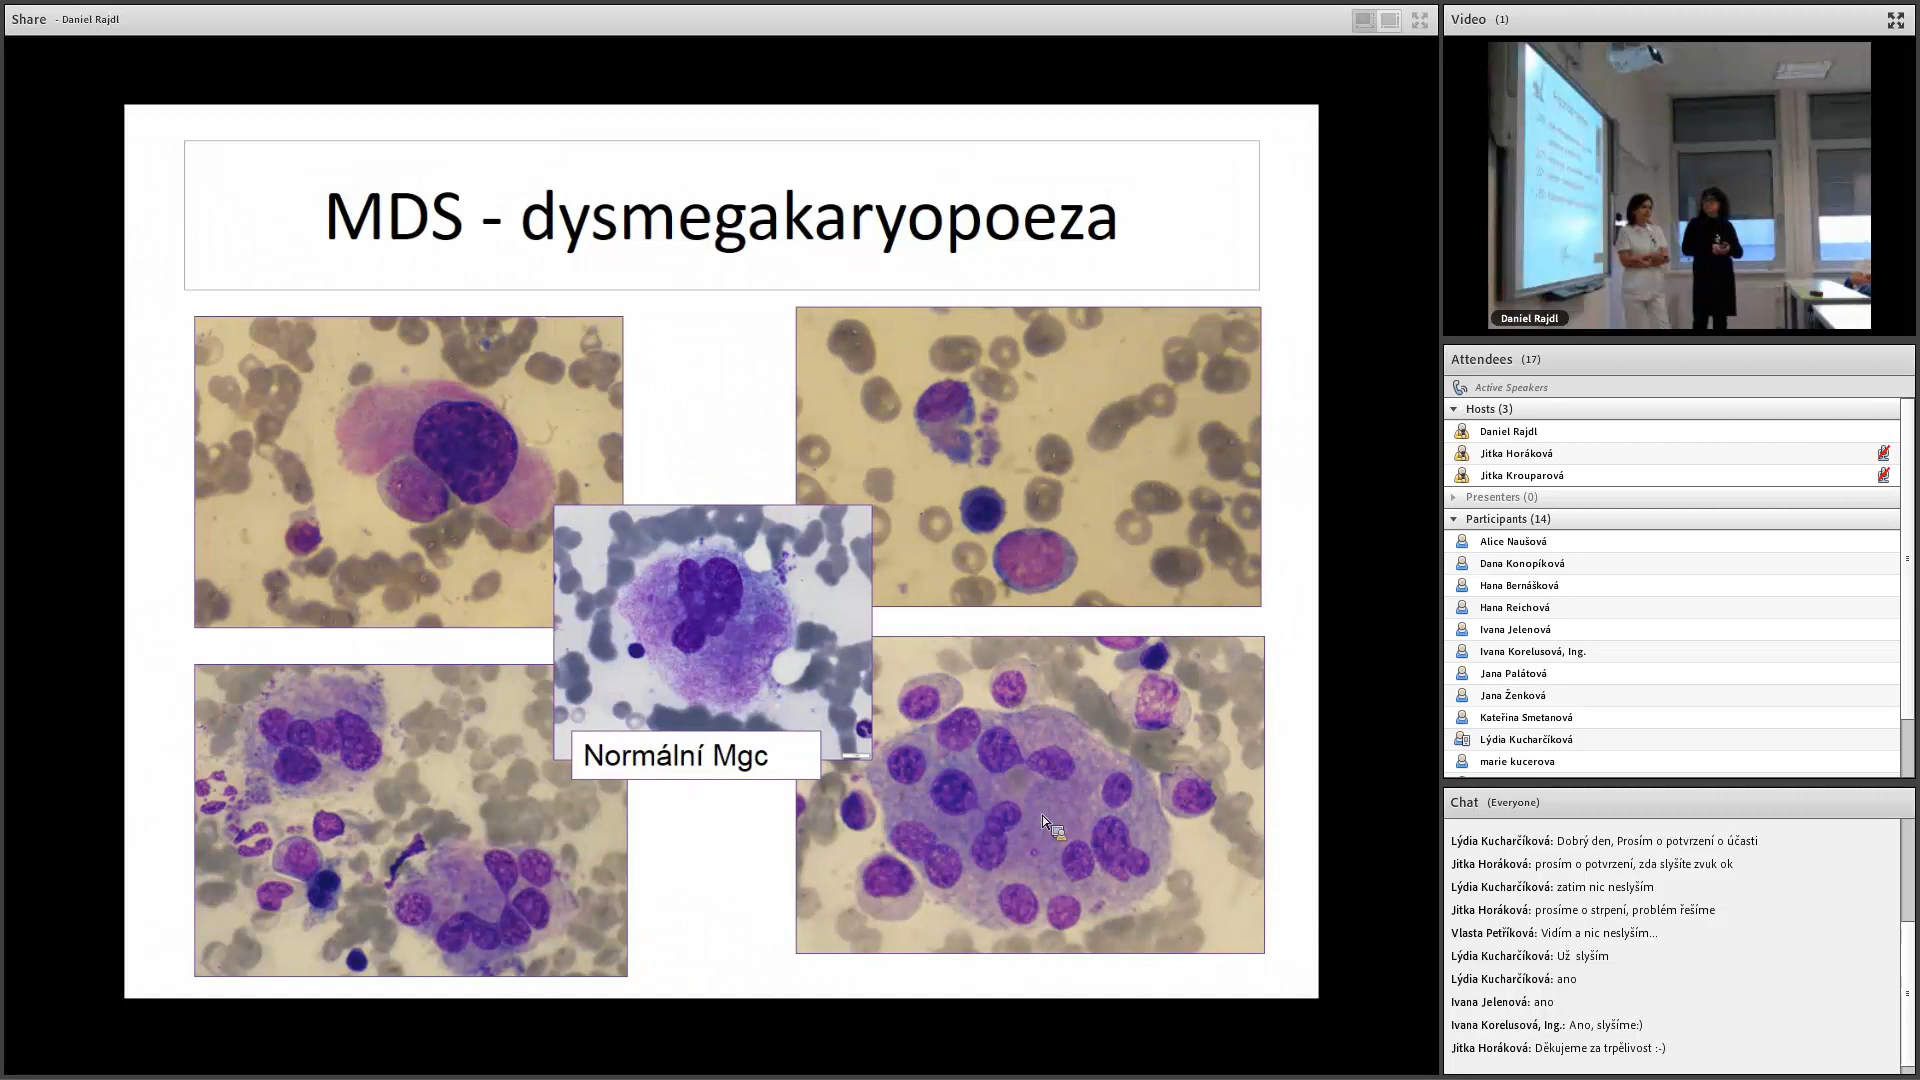 Share - Daniel Rajdl
MDS - dysmegakaryopoeza
Normální Mgc
Video (1)
Daniel Rajdl
Attendees (17)
Active Speakers
Hosts (3)
Daniel Rajdl
Jitka Horáková
Jitka Krouparová
Presenters (0)
Participants (14)
Alice Naušová
Dana Konopíková
Hana Bernášková
Hana Reichová
Ivana Jelenová
Ivana Korelusová, Ing.
Jana Palátová
Jana Ženková
Kateřina Smetanová
Lýdia Kucharčíková
marie kucerova
Chat (Everyone)
Lýdia Kucharčíková: Dobrý den, Prosím o potvrzení o účasti
Jitka Horáková: prosím o potvrzení, zda slyšíte zvuk ok
Lýdia Kucharčíková: zatim nic neslyším
Jitka Horáková: prosíme o strpení, problém řešíme
Vlasta Petříková: Vidím a nic neslyším...
Lýdia Kucharčíková: Už slyším
Lýdia Kucharčíková: ano
Ivana Jelenová: ano
Ivana Korelusová, Ing.: Ano, slyšíme:)
Jitka Horáková: Děkujeme za trpělivost :-)